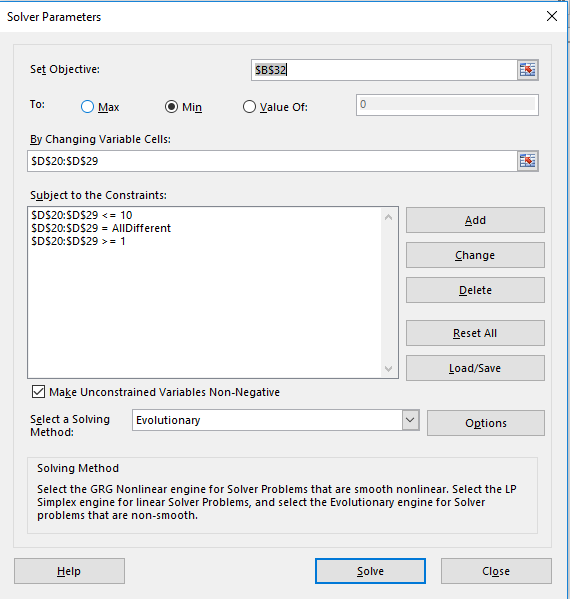 Solver Parameters
Set Objective:
$B$32
To:
Max
Min
Value Of:
0
By Changing Variable Cells:
$D$20:$D$29
Subject to the Constraints:
$D$20:$D$29 <= 10
$D$20:$D$29 = AllDifferent
$D$20:$D$29 >= 1
Add
Change
Delete
Reset All
Load/Save
Make Unconstrained Variables Non-Negative
Select a Solving
Method:
Evolutionary
Options
Solving Method
Select the GRG Nonlinear engine for Solver Problems that are smooth nonlinear. Select the LP
Simplex engine for linear Solver Problems, and select the Evolutionary engine for Solver
problems that are non-smooth.
Help
Solve
Close